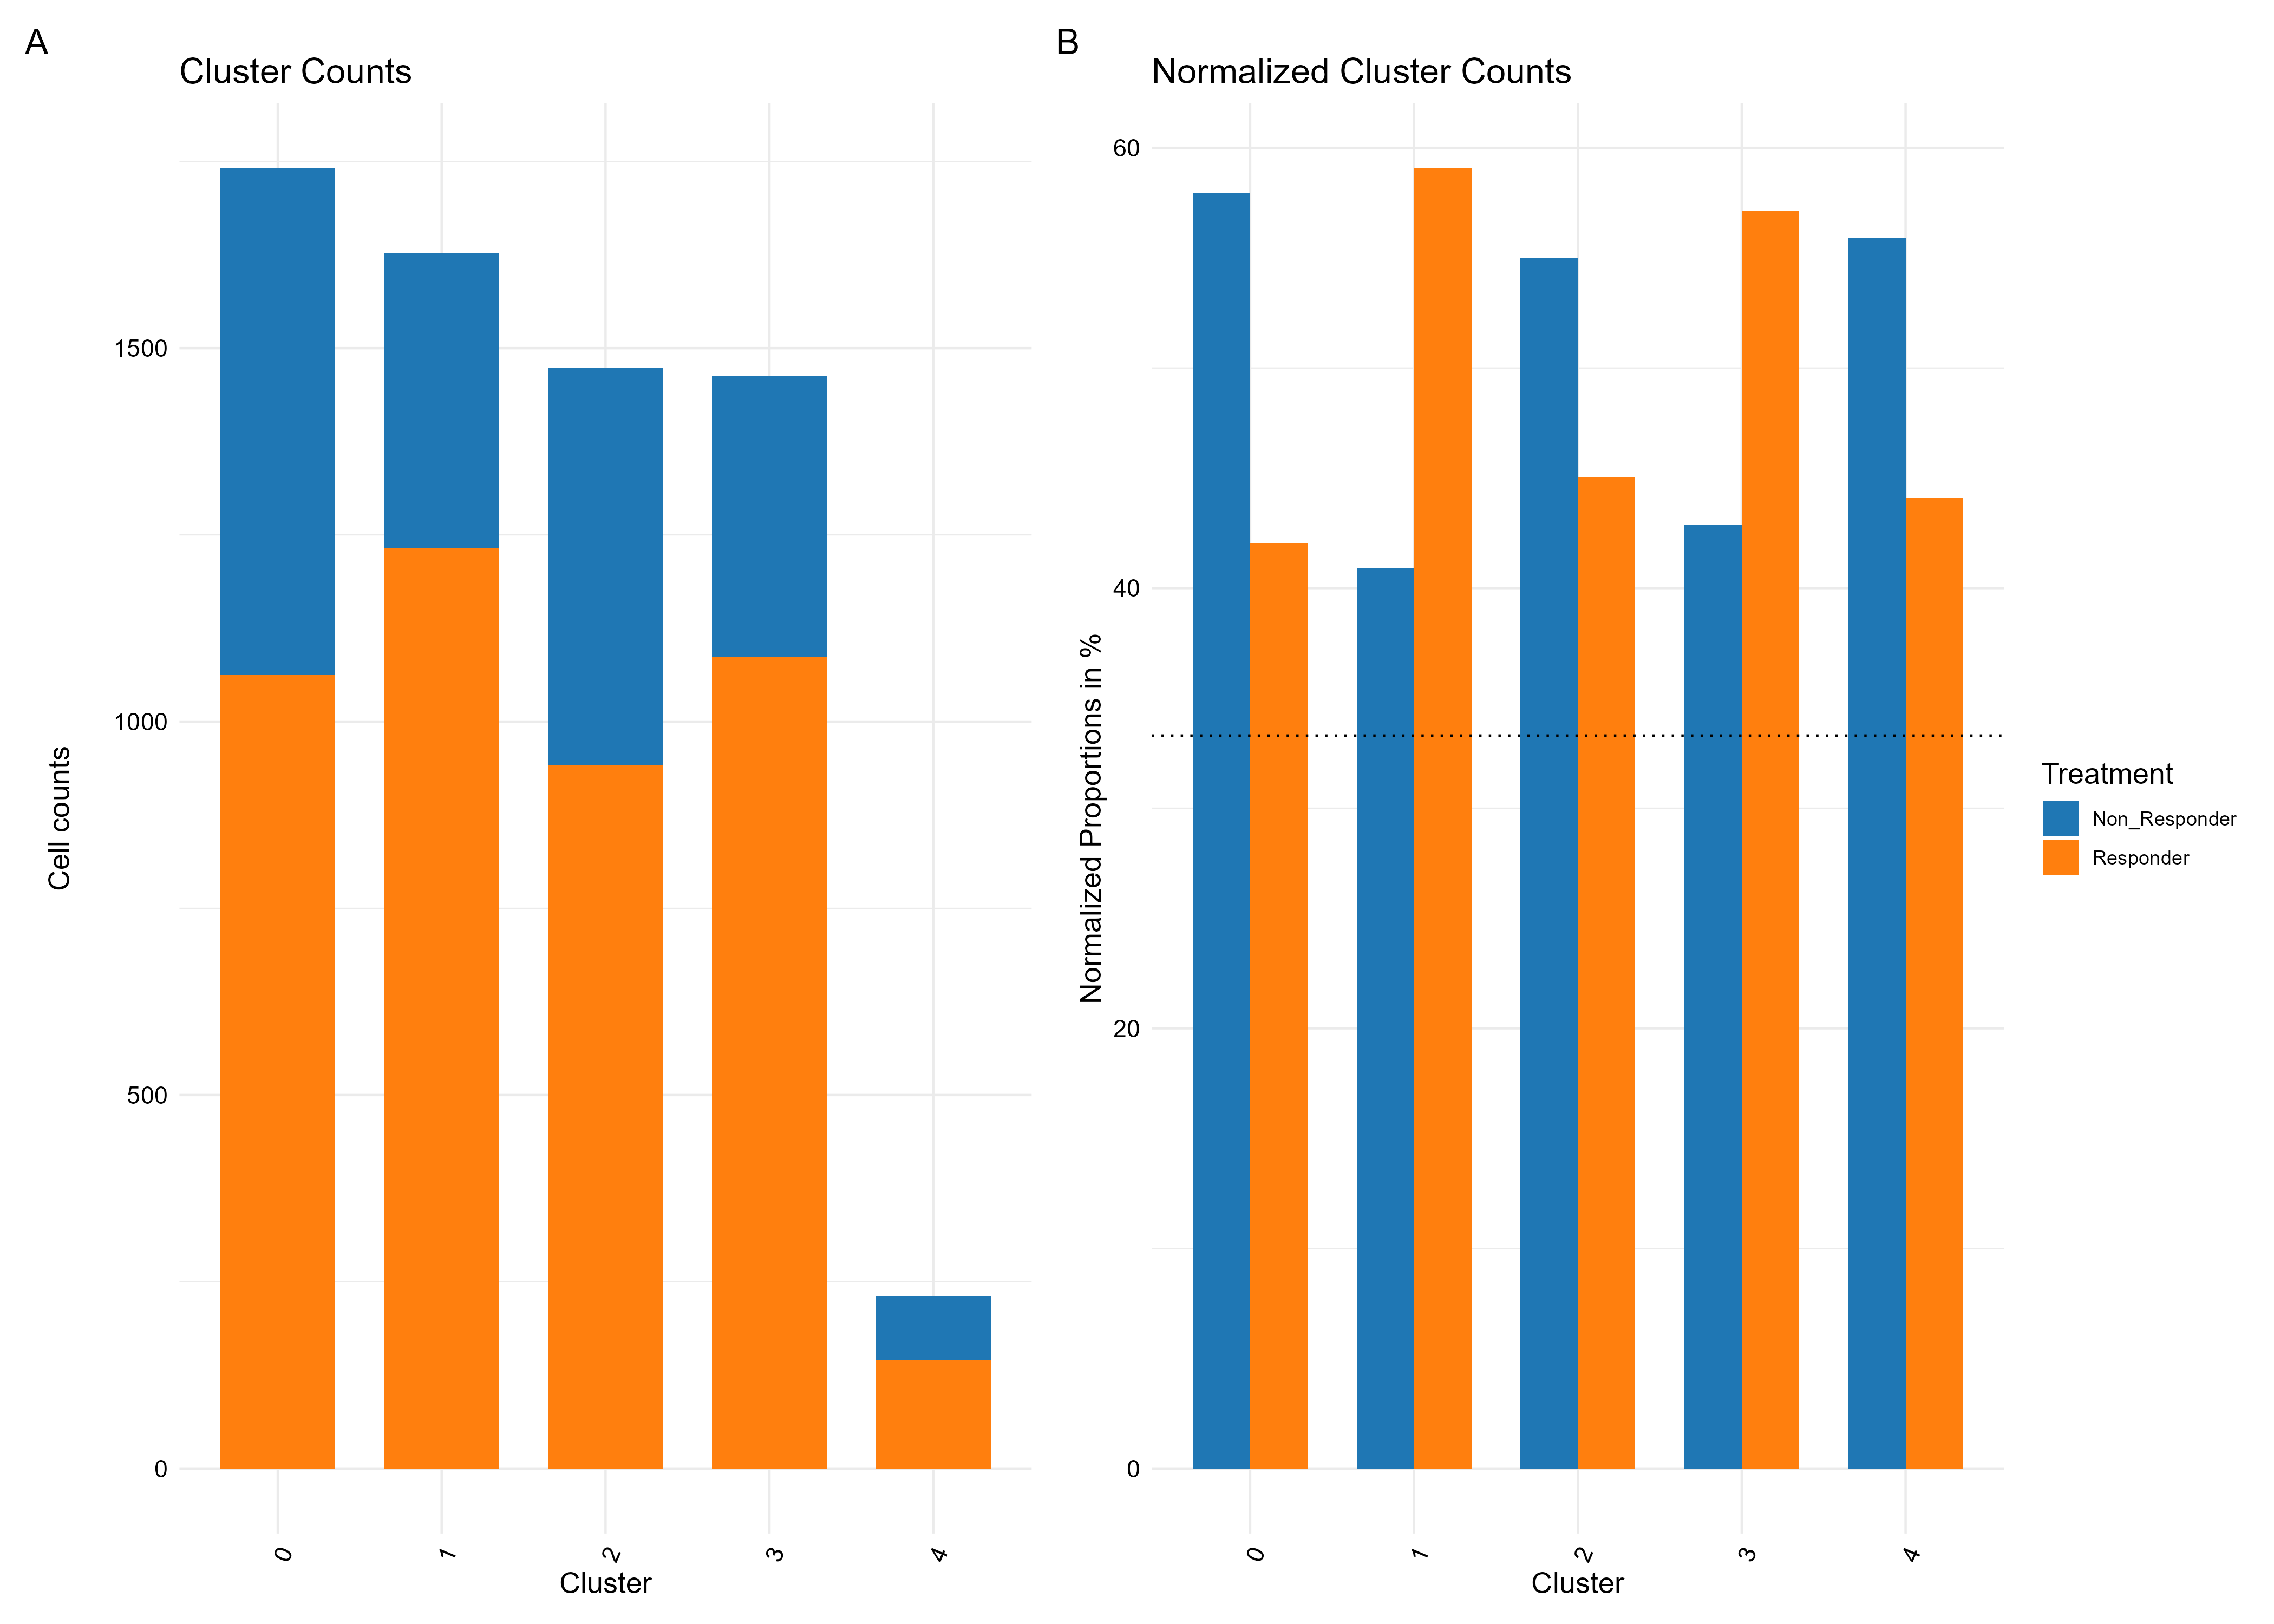 A
Cluster Counts
Cell counts
1500
1000
500
0
0
1
2
3
4
Cluster
B
Normalized Cluster Counts
Normalized Proportions in %
60
40
20
0
0
1
2
3
4
Cluster
Treatment
Non_Responder
Responder